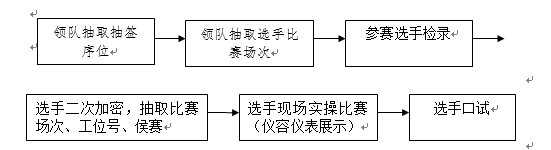 领队抽取抽签
序位
领队抽取选手比
赛场次
参赛选手检录
选手二次加密，抽取比赛
场次、工位号、侯赛
选手现场实操比赛
（仪容仪表展示）
选手口试